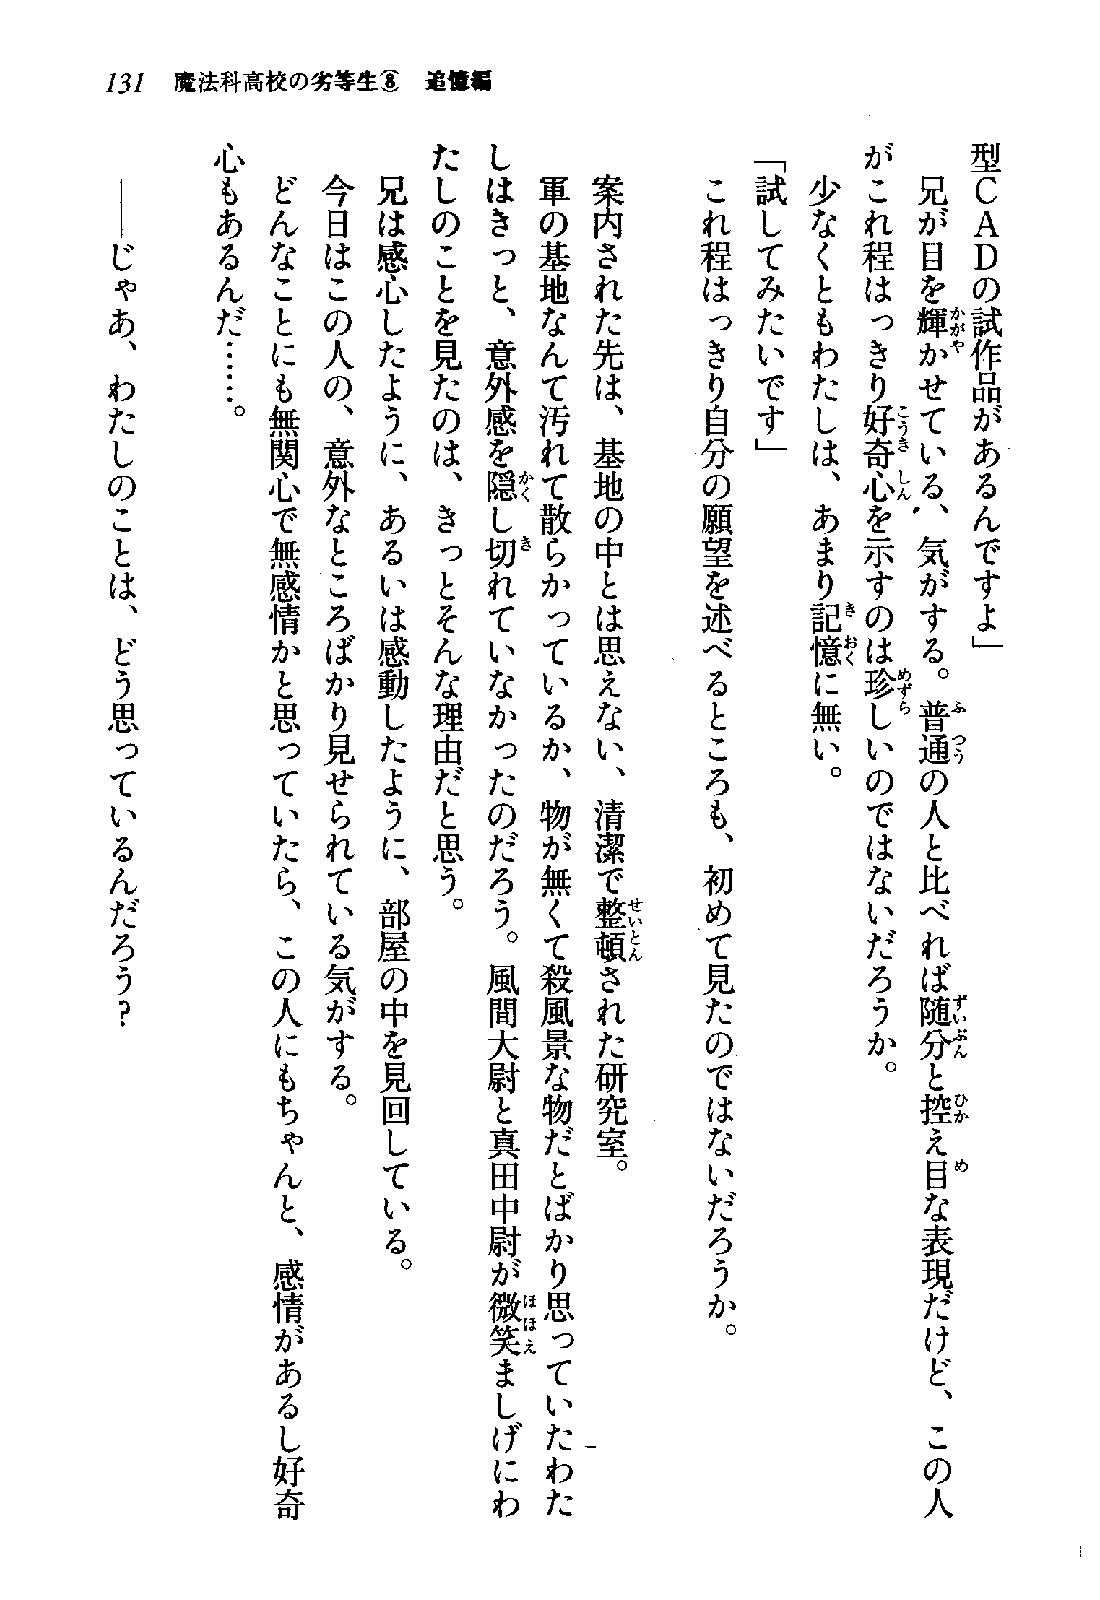 131 魔法科高校の劣等生⑧ 追憶編
型ＣＡＤの試作品があるんですよ」
兄が目を輝かせている、気がする。普通の人と比べれば随分と控え目な表現だけど、この人
がこれ程はっきり好奇心を示すのは珍しいのではないだろうか。
少なくともわたしは、あまり記憶に無い。
「試してみたいです」
これ程はっきり自分の願望を述べるところも、初めて見たのではないだろうか。
案内された先は、基地の中とは思えない、清潔で整頓された研究室。
軍の基地なんて汚れて散らかっているか、物が無くて殺風景な物だとばかり思っていたわた
しはきっと、意外感を隠し切れていなかったのだろう。風間大尉と真田中尉が微笑ましげにわ
たしのことを見たのは、きっとそんな理由だと思う。
兄は感心したように、あるいは感動したように、部屋の中を見回している。
今日はこの人の、意外なところばかり見せられている気がする。
どんなことにも無関心で無感情かと思っていたら、この人にもちゃんと、感情があるし好奇
心もあるんだ……。
――じゃあ、わたしのことは、どう思っているんだろう？